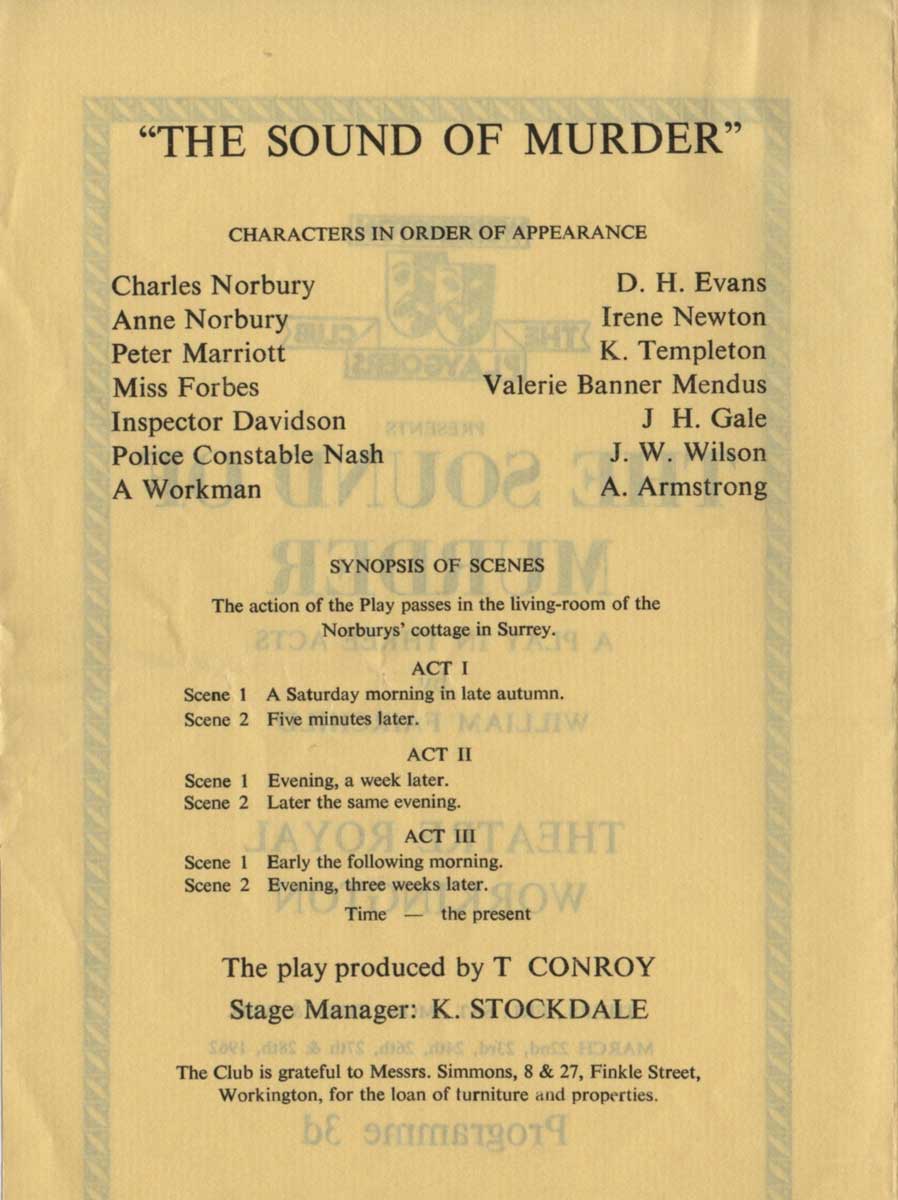 "THE SOUND OF MURDER"
CHARACTERS IN ORDER OF APPEARANCE
Charles Norbury D. H. Evans
Anne Norbury Irene Newton
Peter Marriott K. Templeton
Miss Forbes Valerie Banner Mendus
Inspector Davidson J H. Gale
Police Constable Nash J. W. Wilson
A Workman A. Armstrong
SYNOPSIS OF SCENES
The action of the Play passes in the living-room of the
Norburys' cottage in Surrey.
ACT I
Scene 1 A Saturday morning in late autumn.
Scene 2 Five minutes later.
ACT II
Scene 1 Evening, a week later.
Scene 2 Later the same evening.
ACT III
Scene 1 Early the following morning.
Scene 2 Evening, three weeks later.
Time — the present
The play produced by T CONROY
Stage Manager: K. STOCKDALE
The Club is grateful to Messrs. Simmons, 8 & 27, Finkle Street,
Workington, for the loan of furniture and properties.